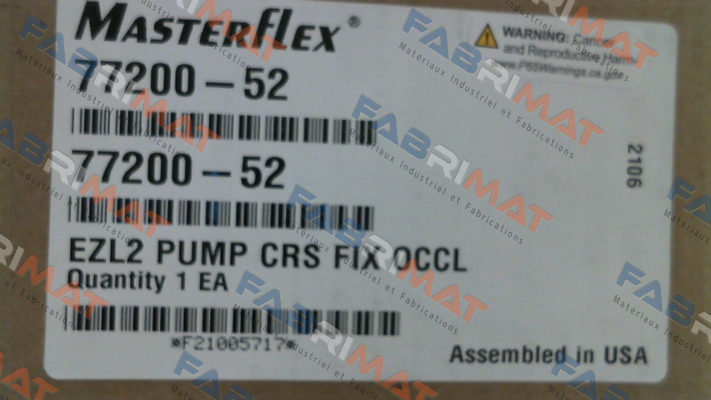 MASTERFLEX®
WARNING: Cancer
and Reproductive Harm-
www.P65Warnings.ca.gov
77200-52
77200-52
2106
EZL2 PUMP CRS FIX OCCL
Quantity 1 EA
*F21005717*
Assembled in USA
FABRIMAT
Materiaux Industriel et Fabrications